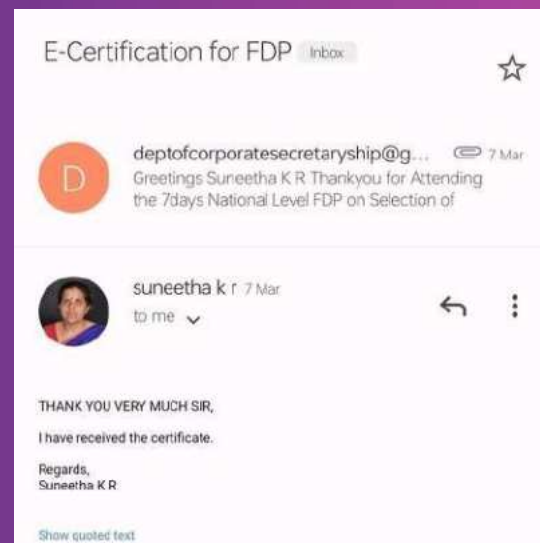 E-Certification for FDP Inbox
D
deptofcorporatesecretaryship@g... 7 Mar
Greetings Suneetha K R Thankyou for Attending
the 7days National Level FDP on Selection of
suneetha k r 7 Mar
to me
THANK YOU VERY MUCH SIR,
I have received the certificate.
Regards,
Suneetha K R
Show quoted text